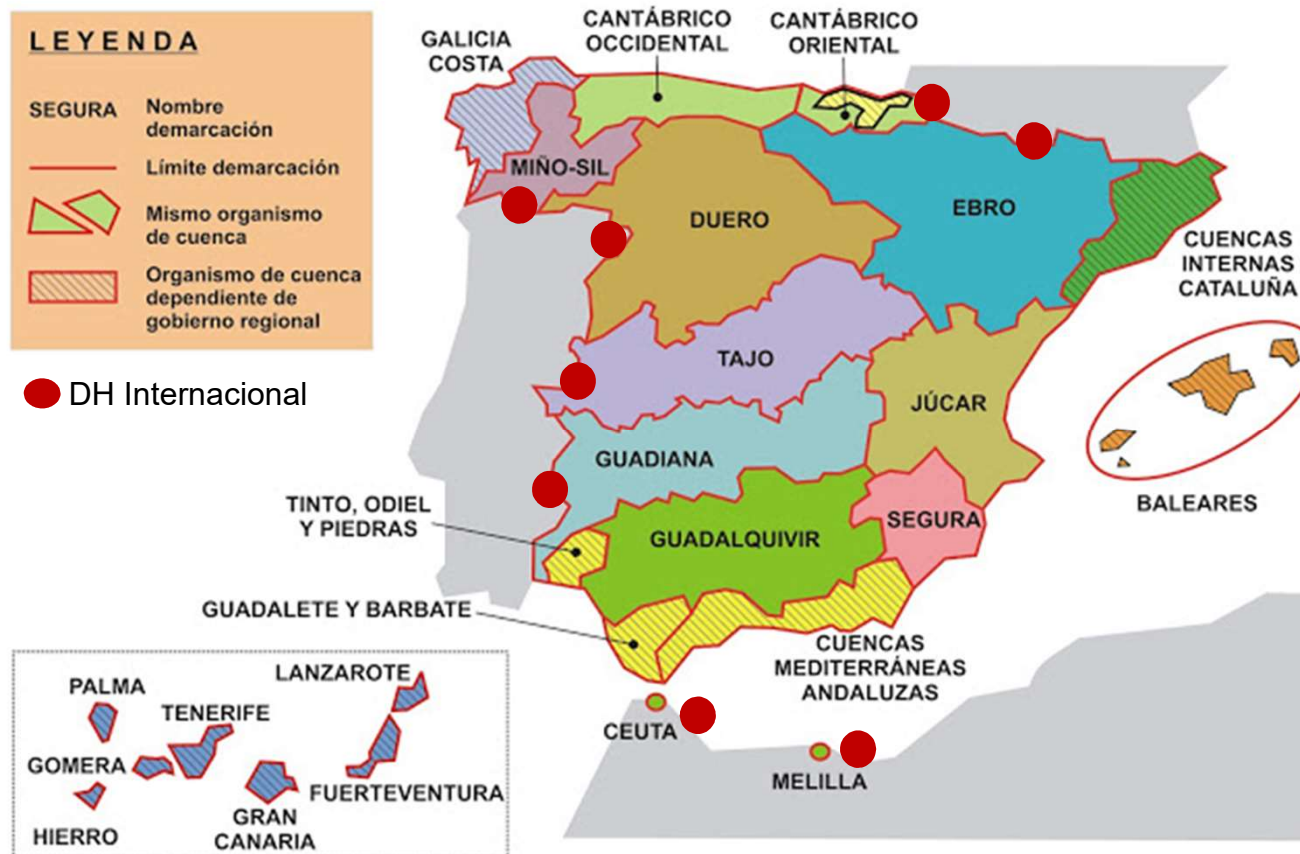 LEYENDA
SEGURA
Nombre
demarcación
Límite demarcación
Mismo organismo
de cuenca
Organismo de cuenca
dependiente de
gobierno regional
DH Internacional
GALICIA
COSTA
CANTÁBRICO
OCCIDENTAL
CANTÁBRICO
ORIENTAL
MIÑO-SIL
DUERO
EBRO
CUENCAS
INTERNAS
CATALUÑA
TAJO
JÚCAR
GUADIANA
BALEARES
TINTO, ODIEL
Y PIEDRAS
SEGURA
GUADALQUIVIR
GUADALETE Y BARBATE
CUENCAS
MEDITERRÁNEAS
ANDALUZAS
CEUTA
MELILLA
PALMA
LANZAROTE
TENERIFE
GOMERA
FUERTEVENTURA
HIERRO
GRAN
CANARIA